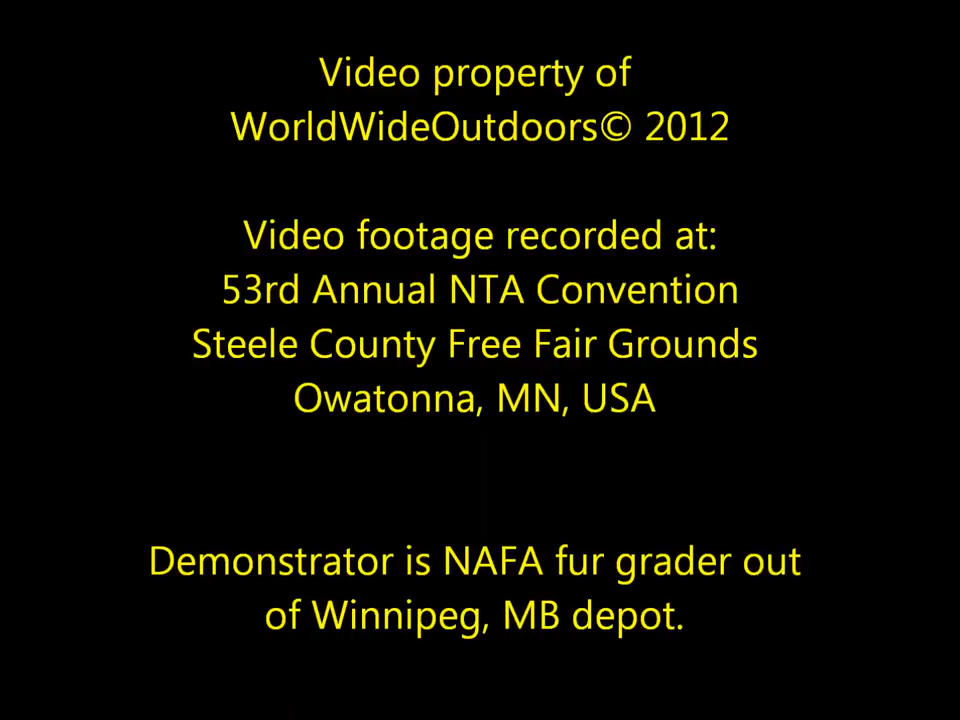 Video property of
WorldWideOutdoors© 2012
Video footage recorded at:
53rd Annual NTA Convention
Steele County Free Fair Grounds
Owatonna, MN, USA
Demonstrator is NAFA fur grader out
of Winnipeg, MB depot.